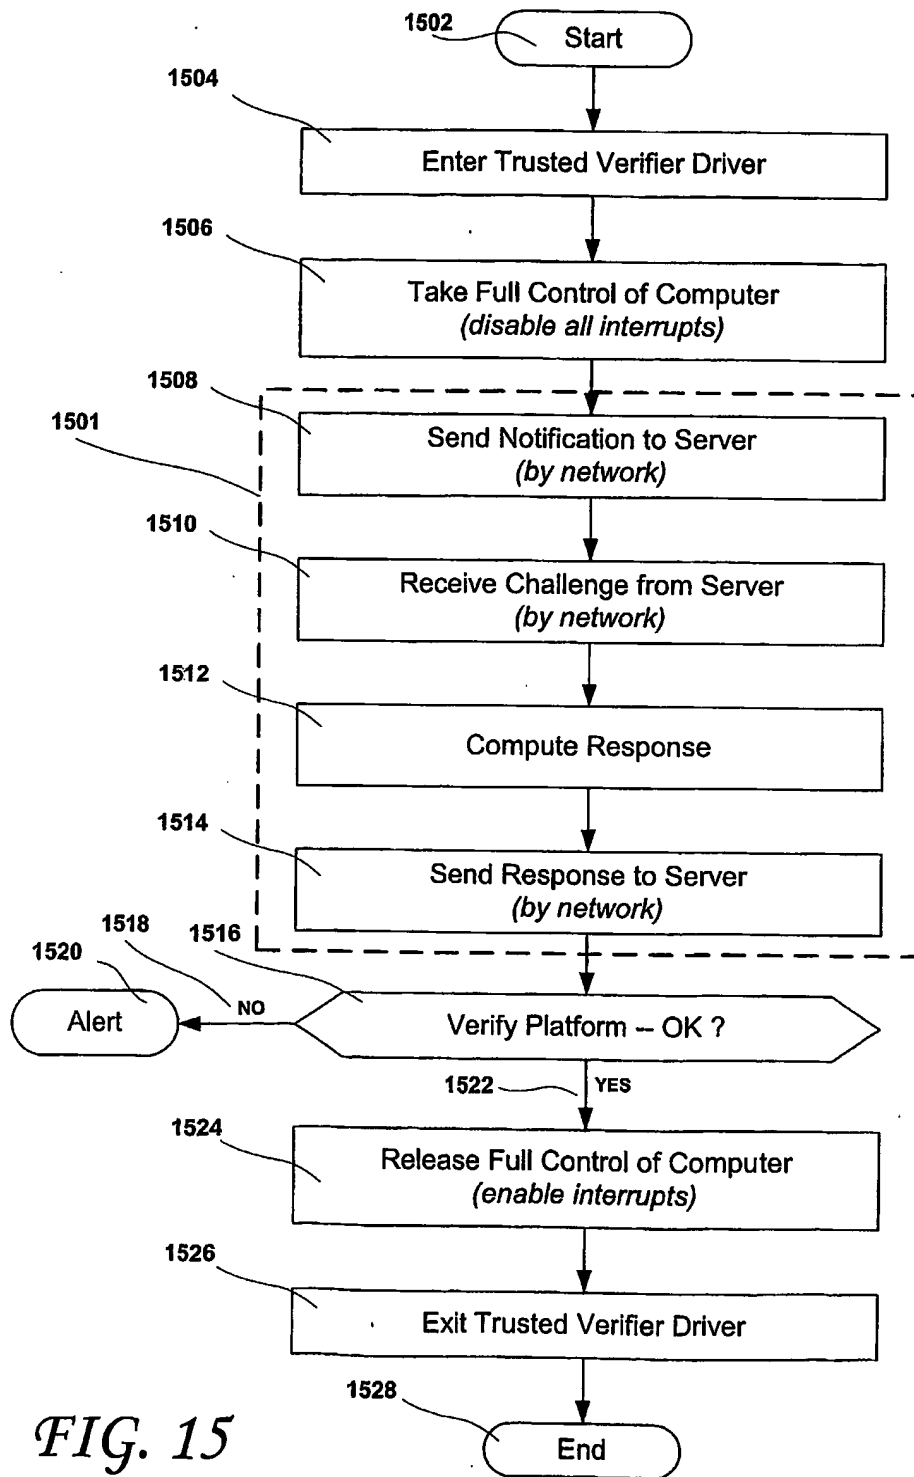 1502
Start
1504
Enter Trusted Verifier Driver
1506
Take Full Control of Computer
(disable all interrupts)
1508
1501
Send Notification to Server
(by network)
1510
Receive Challenge from Server
(by network)
1512
Compute Response
1514
Send Response to Server
(by network)
1518
1516
1520
NO
Alert
Verify Platform -- OK ?
1522
YES
1524
Release Full Control of Computer
(enable interrupts)
1526
Exit Trusted Verifier Driver
1528
End
FIG. 15